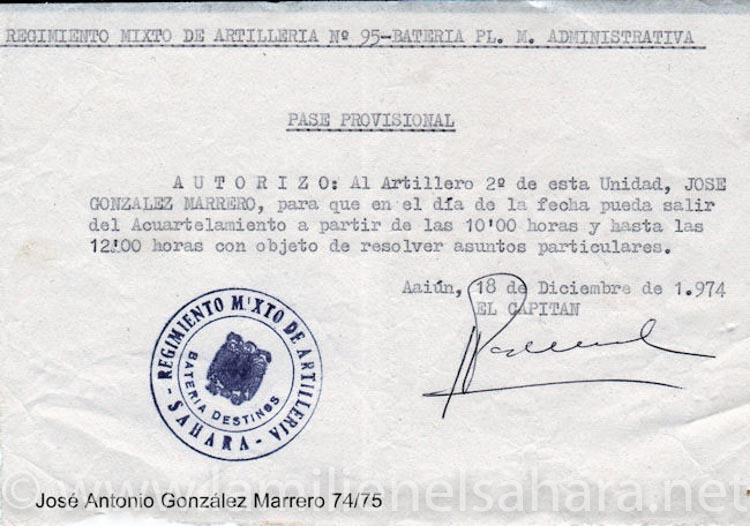 REGIMIENTO MIXTO DE ARTILLERIA Nº 95-BATERIA PL. M. ADMINISTRATIVA
PASE PROVISIONAL
A U T O R I Z O: Al Artillero 2º de esta Unidad, JOSE
GONZALEZ MARRERO, para que en el día de la fecha pueda salir
del Acuartelamiento a partir de las 10'00 horas y hasta las
12'00 horas con objeto de resolver asuntos particulares.
Aaiún, 18 de Diciembre de 1.974
EL CAPITAN
REGIMIENTO MIXTO DE ARTILLERIA
- SAHARA -
BATERIA DESTINOS
© www.lamilienelsahara.net
José Antonio González Marrero 74/75